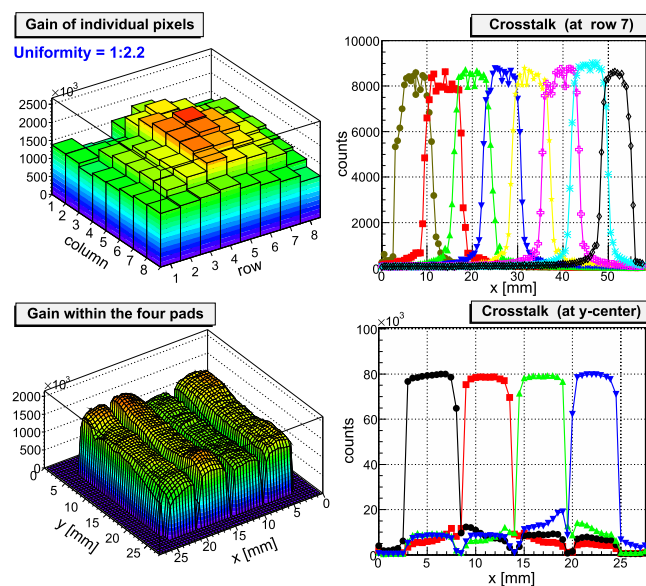 Gain of individual pixels
Uniformity = 1:2.2
×10³
2500
2000
1500
1000
500
0
1 2 3 4 5 6 7 8
column
1 2 3 4 5 6 7 8
row
Crosstalk (at row 7)
10000
8000
6000
4000
2000
0
counts
0 10 20 30 40 50
x [mm]
Gain within the four pads
×10³
2000
1500
1000
500
0
5 10 15 20 25
y [mm]
25 20 15 10 5 0
x [mm]
Crosstalk (at y-center)
×10³
100
80
60
40
20
0
counts
0 5 10 15 20 25
x [mm]